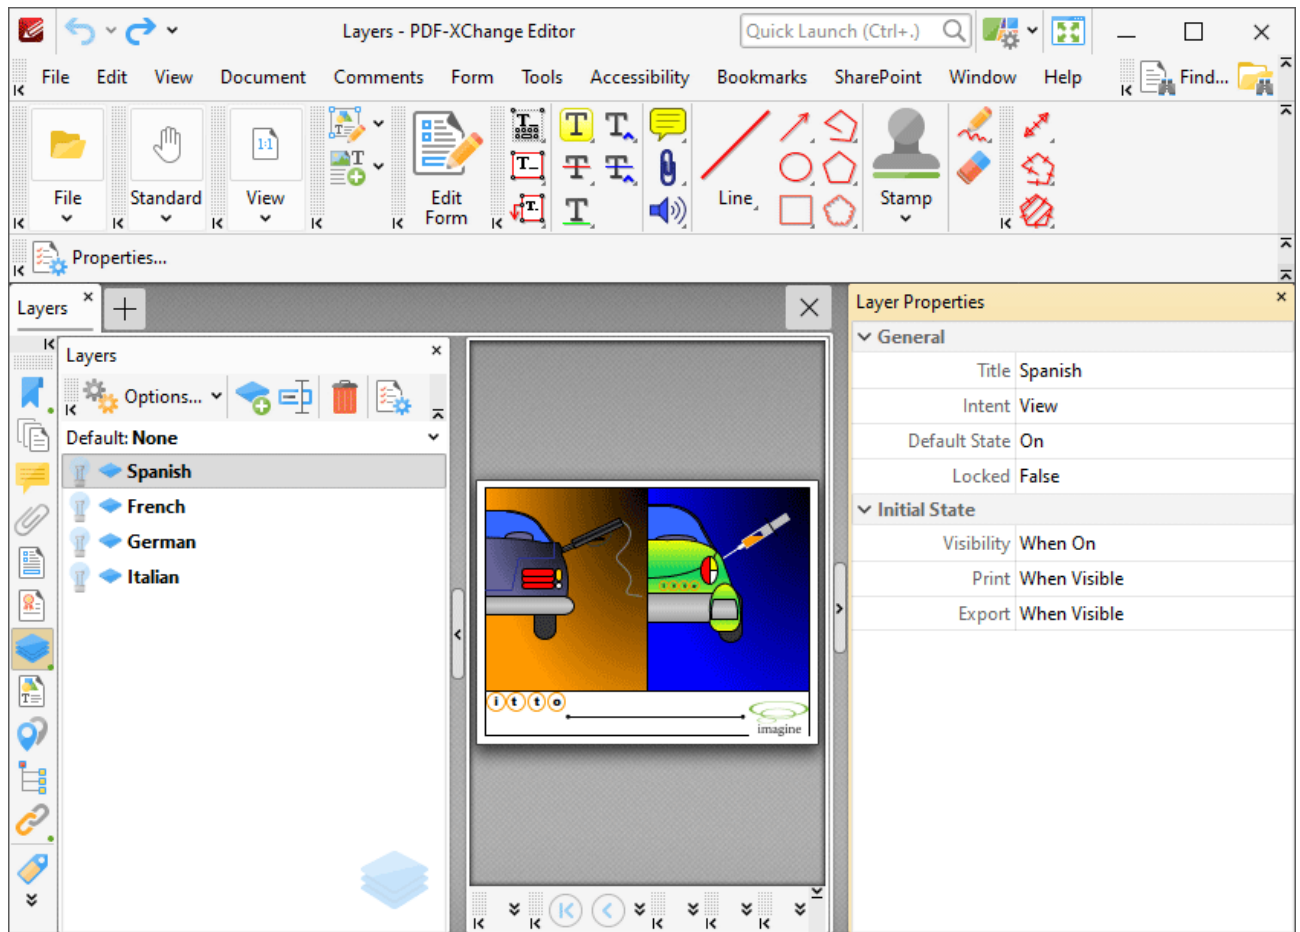 Layers - PDF-XChange Editor
Quick Launch (Ctrl+.)
File Edit View Document Comments Form Tools Accessibility Bookmarks SharePoint Window Help Find...
File
Standard
1:1
View
Edit
Form
Line
Stamp
Properties...
Layers
Layers
Options...
Default: None
Spanish
French
German
Italian
itto
imagine
Layer Properties
General
Title Spanish
Intent View
Default State On
Locked False
Initial State
Visibility When On
Print When Visible
Export When Visible